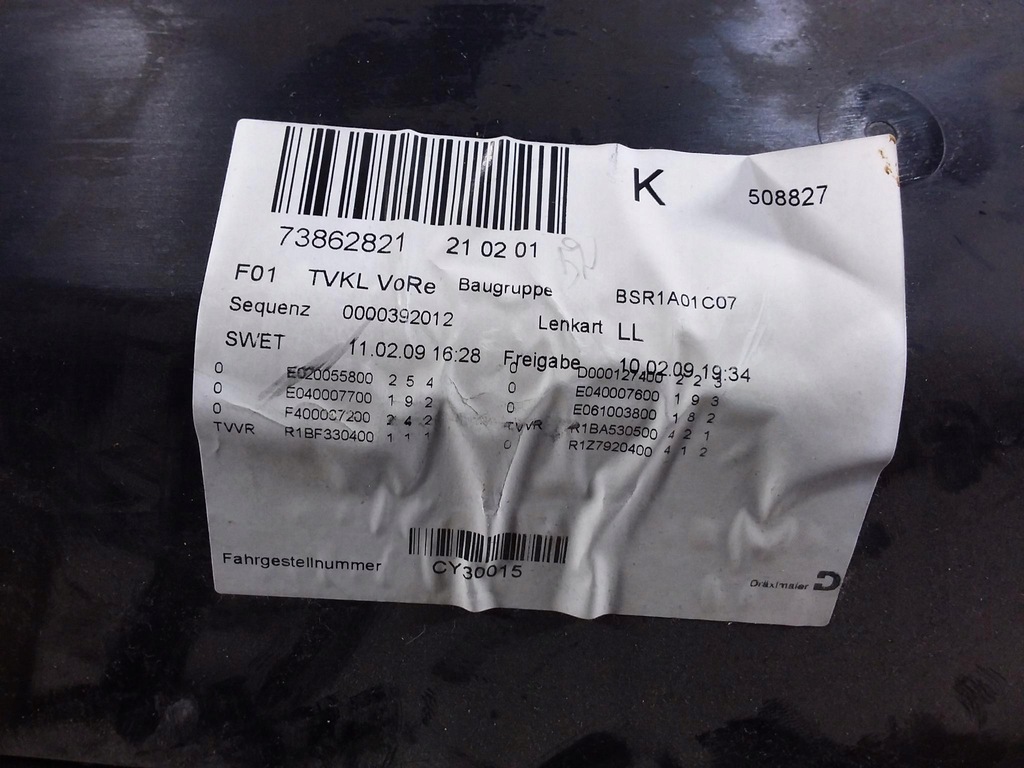 K 508827
73862821 21 02 01
F01 TVKL VoRe Baugruppe BSR1A01C07
Sequenz 0000392012 Lenkart LL
SWET 11.02.09 16:28 Freigabe 10.02.09 19:34
0 E020055800 2 5 4 0 D000127400 2 2 3
0 E040007700 1 9 2 0 E040007600 1 9 3
0 F400037200 2 4 2 0 E061003800 1 8 2
TVVR R1BF330400 1 1 1 TVVR R1BA530500 4 2 1
0 R1Z7920400 4 1 2
Fahrgestellnummer CY30015
Dräxlmaier D